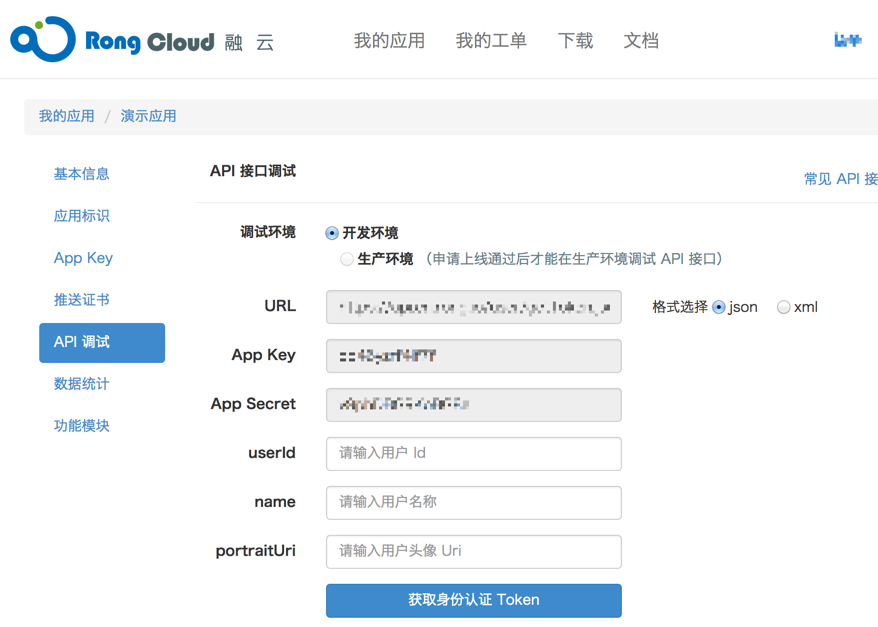 Rong Cloud 融 云
我的应用 我的工单 下载 文档
我的应用 / 演示应用
基本信息
应用标识
App Key
推送证书
API 调试
数据统计
功能模块
API 接口调试
常见 API 接
调试环境 开发环境
生产环境 （申请上线通过后才能在生产环境调试 API 接口）
URL 格式选择 json xml
App Key
App Secret
userId 请输入用户 Id
name 请输入用户名称
portraitUri 请输入用户头像 Uri
获取身份认证 Token